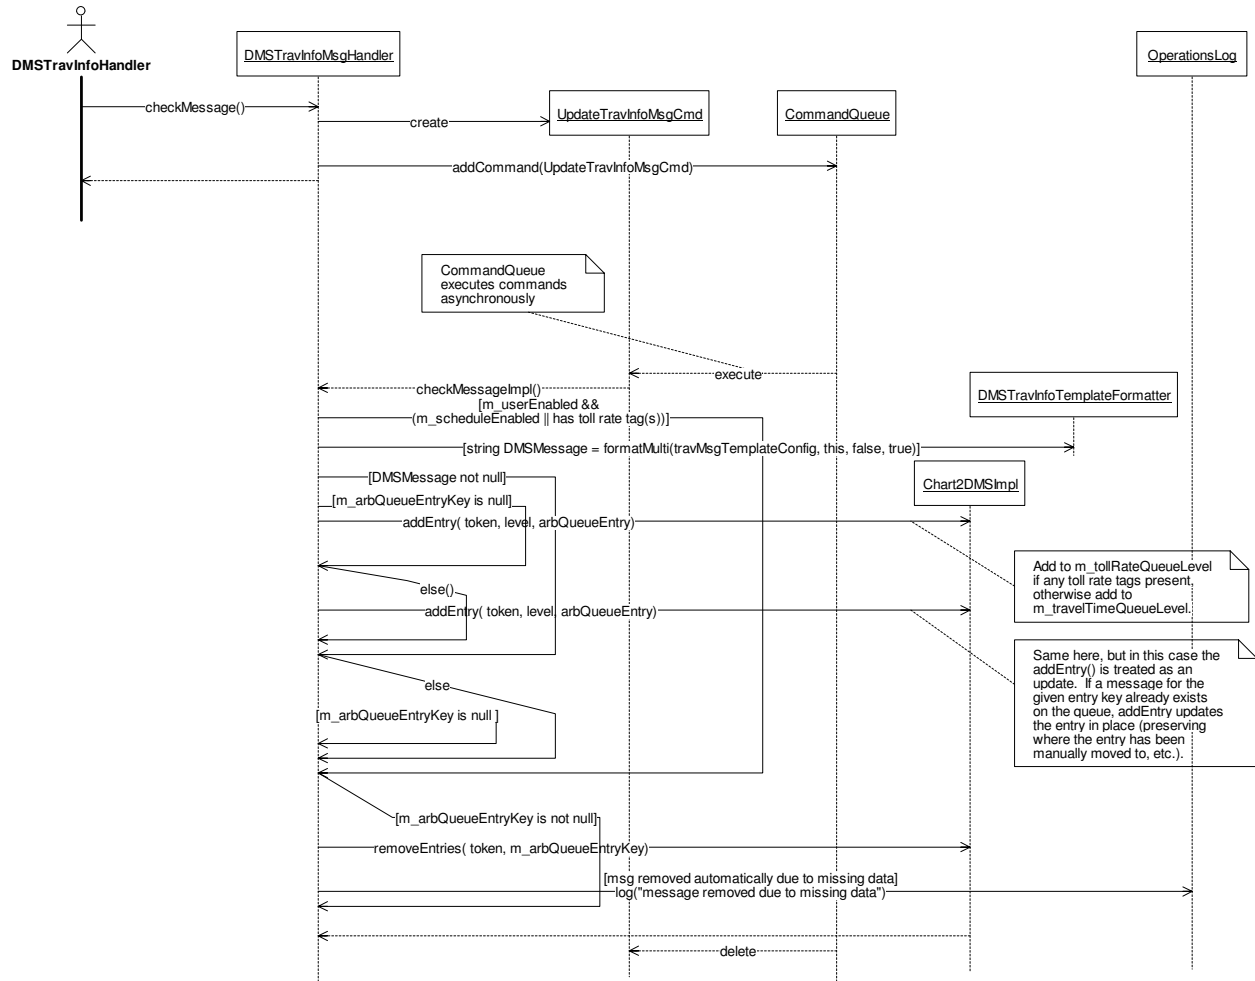 DMSTravInfoHandler
DMSTravInfoMsgHandler
OperationsLog
checkMessage()
create
UpdateTravInfoMsgCmd
CommandQueue
addCommand(UpdateTravInfoMsgCmd)
CommandQueue
executes commands
asynchronously
execute
checkMessageImpl()
[m_userEnabled &&
(m_scheduleEnabled || has toll rate tag(s))]
DMSTravInfoTemplateFormatter
[string DMSMessage = formatMulti(travMsgTemplateConfig, this, false, true)]
[DMSMessage not null]
Chart2DMSImpl
[m_arbQueueEntryKey is null]
addEntry( token, level, arbQueueEntry)
Add to m_tollRateQueueLevel
if any toll rate tags present,
otherwise add to
m_travelTimeQueueLevel.
else()
addEntry( token, level, arbQueueEntry)
Same here, but in this case the
addEntry() is treated as an
update.  If a message for the
given entry key already exists
on the queue, addEntry updates
the entry in place (preserving
where the entry has been
manually moved to, etc.).
else
[m_arbQueueEntryKey is null ]
[m_arbQueueEntryKey is not null]
removeEntries( token, m_arbQueueEntryKey)
[msg removed automatically due to missing data]
log("message removed due to missing data")
delete